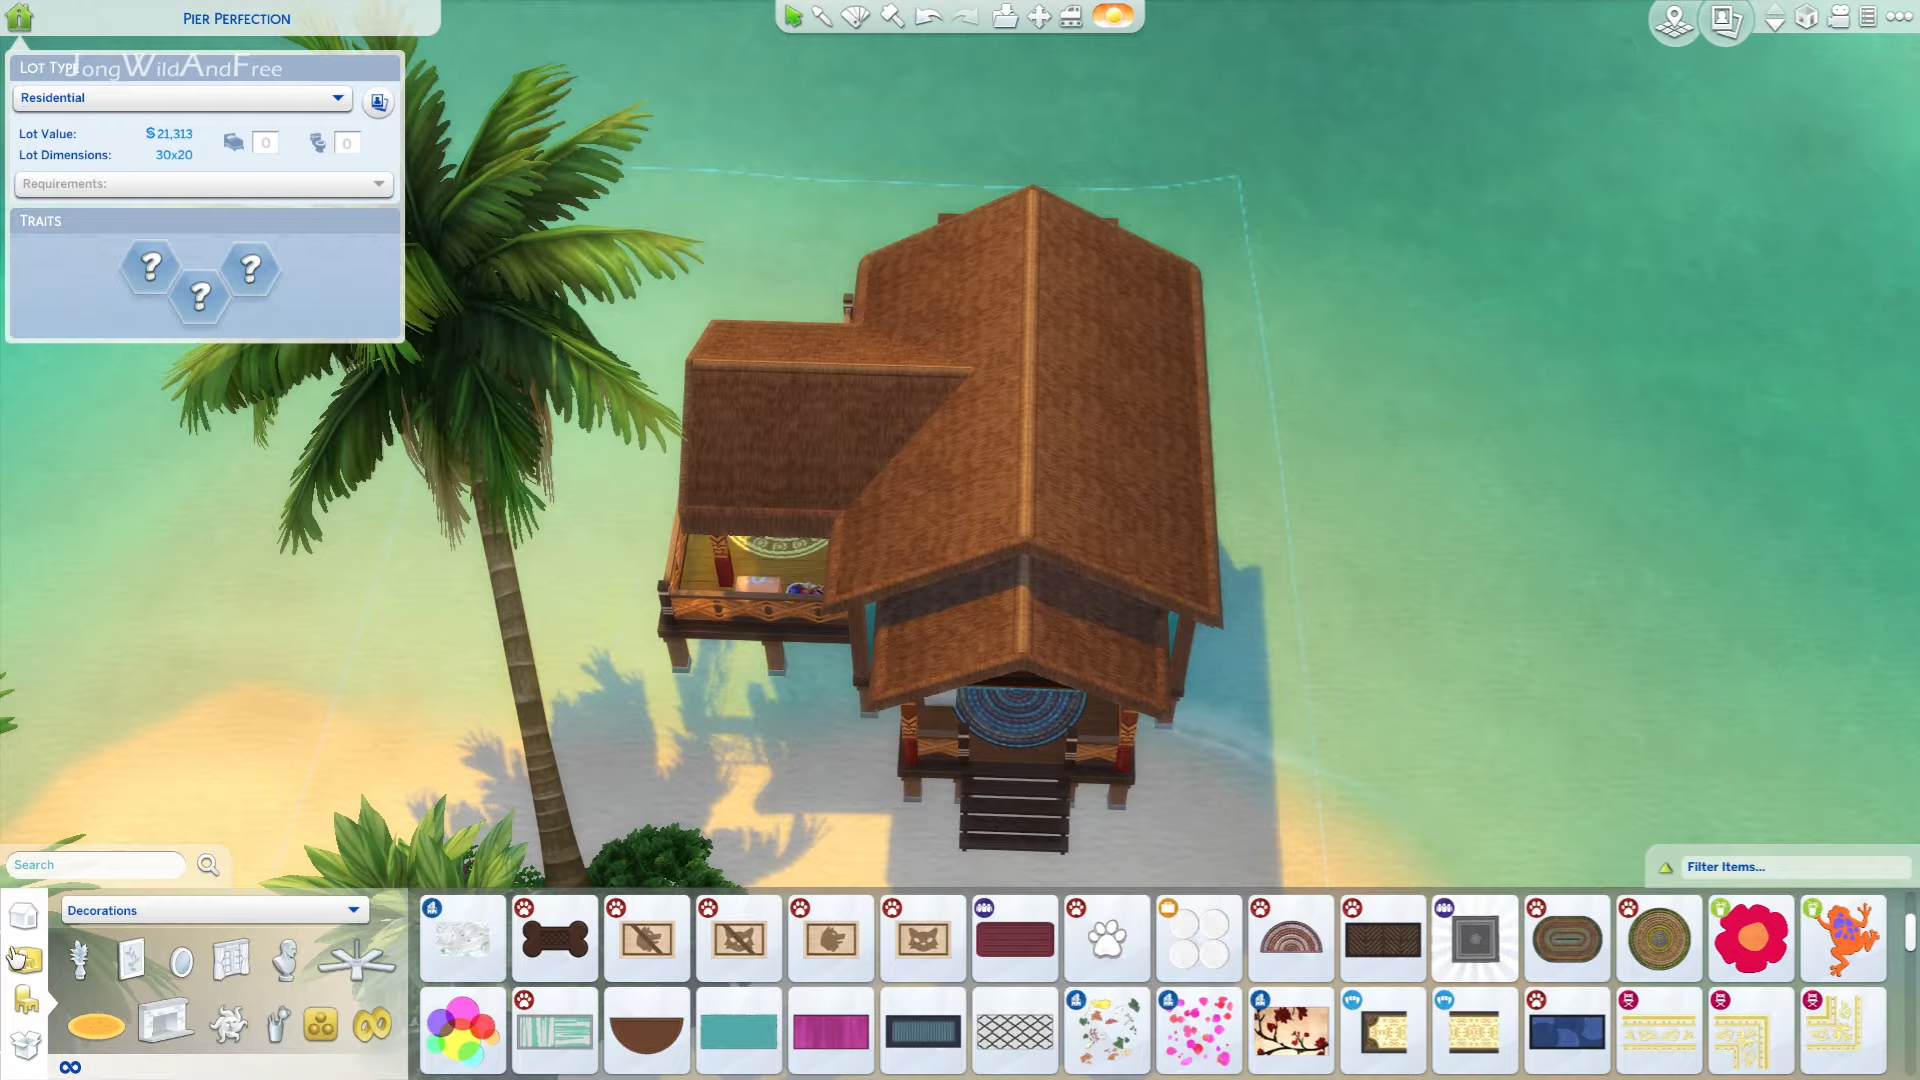 PIER PERFECTION
LOT TYPE
JongWildAndFree
Residential
Lot Value: $21,313
0
0
Lot Dimensions: 30x20
Requirements:
TRAITS
?
?
?
Search
Filter Items...
Decorations